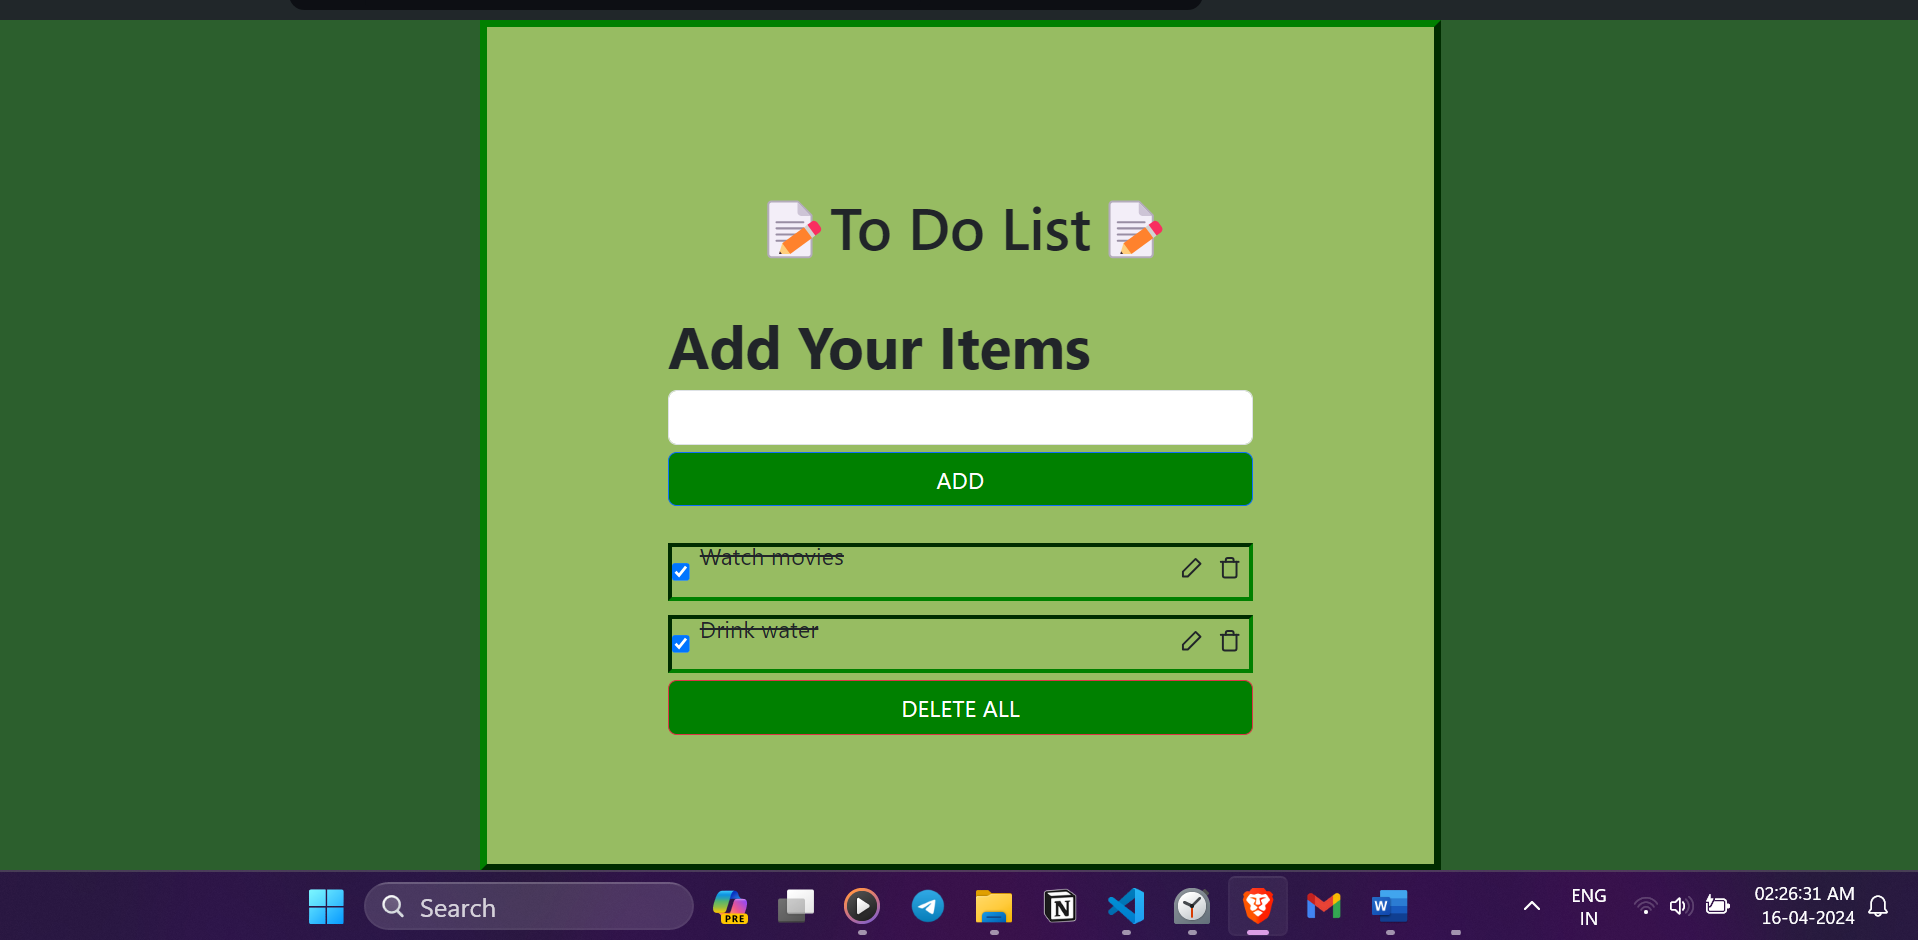 To Do List
Add Your Items
ADD
Watch movies
Drink water
DELETE ALL
Search
PRE
N
W
ENG
IN
02:26:31 AM
16-04-2024